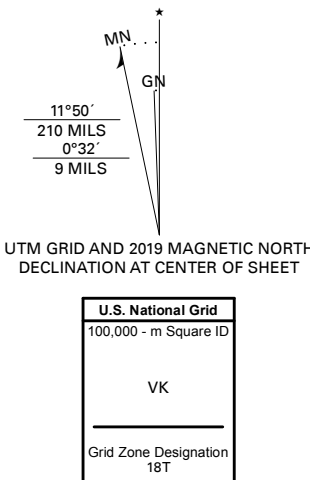 ★
MN
GN
11°50´
210 MILS
0°32´
9 MILS
UTM GRID AND 2019 MAGNETIC NORTH
DECLINATION AT CENTER OF SHEET
U.S. National Grid
100,000 - m Square ID
VK
Grid Zone Designation
18T